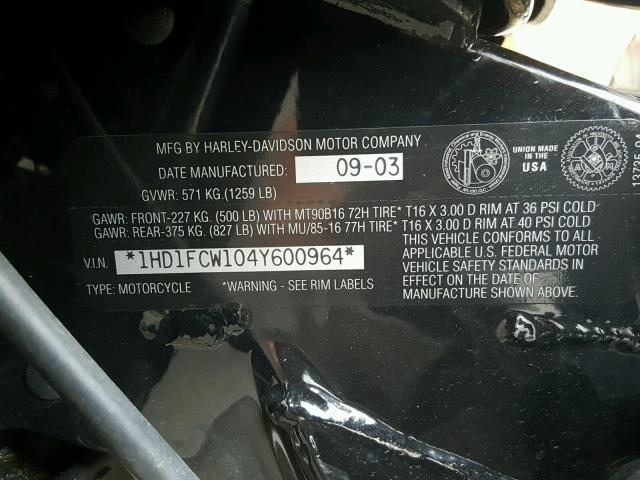 MFG BY HARLEY-DAVIDSON MOTOR COMPANY
DATE MANUFACTURED: 09-03
GVWR: 571 KG.(1259 LB)
UNION MADE IN THE USA
GAWR: FRONT-227 KG. (500 LB) WITH MT90B16 72H TIRE* T16 X 3.00 D RIM AT 36 PSI COLD
GAWR: REAR-375 KG. (827 LB) WITH MU/85-16 77H TIRE* T16 X 3.00 D RIM AT 40 PSI COLD
V.I.N. *1HD1FCW104Y600964*
THIS VEHICLE CONFORMS TO ALL
APPLICABLE U.S. FEDERAL MOTOR
VEHICLE SAFETY STANDARDS IN
EFFECT ON THE DATE OF
MANUFACTURE SHOWN ABOVE.
TYPE: MOTORCYCLE *WARNING - SEE RIM LABELS